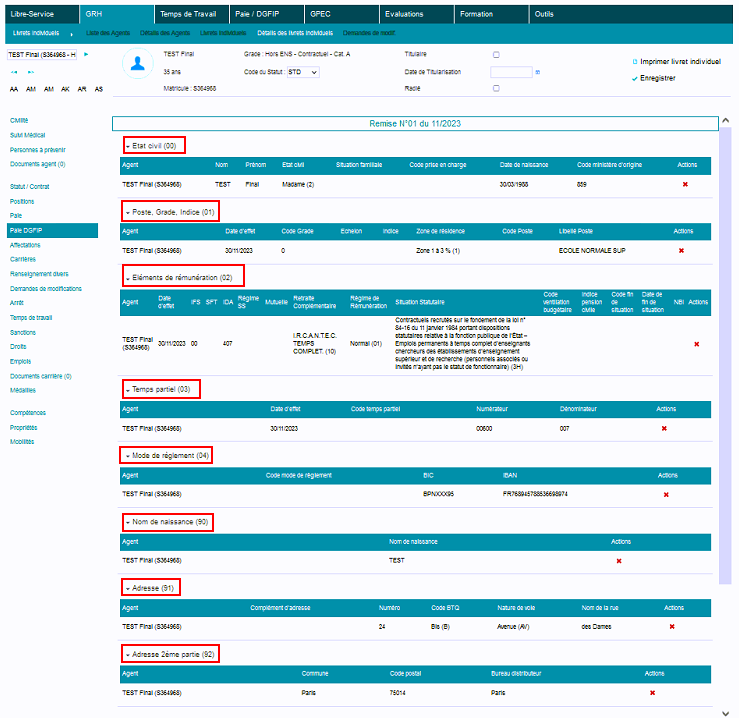 Libre-Service GRH Temps de Travail Paie / DGFIP GPEC Evaluations Formation Outils
Livrets individuels Liste des Agents Détails des Agents Livrets individuels Détails des livrets individuels Demandes de modif.
TEST Final (S364968 - H
AA AM AM AK AR AS
TEST Final Grade : Hors ENS - Contractuel - Cat. A Titulaire
35 ans Code du Statut : STD Date de Titularisation
Matricule : S364968 Radié
Imprimer livret individuel
Enregistrer
Civilité
Suivi Médical
Personnes à prévenir
Documents agent (0)
Statut / Contrat
Positions
Paie
Paie DGFIP
Affectations
Carrières
Renseignement divers
Demandes de modifications
Arrêt
Temps de travail
Sanctions
Droits
Emplois
Documents carrière (0)
Médailles
Compétences
Propriétés
Mobilités
Remise N°01 du 11/2023
Etat civil (00)
Agent Nom Prénom Etat civil Situation familiale Code prise en charge Date de naissance Code ministère d'origine Actions
TEST Final (S364968) TEST Final Madame (2) 30/03/1988 889
Poste, Grade, Indice (01)
Agent Date d'effet Code Grade Echelon Indice Zone de résidence Code Poste Libellé Poste Actions
TEST Final (S364968) 30/11/2023 0 Zone 1 à 3 % (1) ECOLE NORMALE SUP
Eléments de rémunération (02)
Agent Date d'effet IFS SFT IDA Régime SS Mutuelle Retraite Complémentaire Régime de Rémunération Situation Statutaire Code ventilation budgétaire Indice pension civile Code fin de situation Date de fin de situation NBI Actions
TEST Final (S364968) 30/11/2023 00 407 I.R.C.A.N.T.E.C. TEMPS COMPLET. (10) Normal (01)
Contractuels recrutés sur le fondement de la loi n°
84-16 du 11 janvier 1984 portant dispositions
statutaires relative à la fonction publique de l'État –
Emplois permanents à temps complet d'enseignants
chercheurs des établissements d'enseignement
supérieur et de recherche (personnels associés ou
invités n'ayant pas le statut de fonctionnaire) (3H)
Temps partiel (03)
Agent Date d'effet Code temps partiel Numérateur Dénominateur Actions
TEST Final (S364968) 30/11/2023 00600 007
Mode de réglement (04)
Agent Code mode de règlement BIC IBAN Actions
TEST Final (S364968) BPNXXX95 FR768945788536698974
Nom de naissance (90)
Agent Nom de naissance Actions
TEST Final (S364968) TEST
Adresse (91)
Agent Complément d'adresse Numéro Code BTQ Nature de voie Nom de la rue Actions
TEST Final (S364968) 24 Bis (B) Avenue (AV) des Dames
Adresse 2éme partie (92)
Agent Commune Code postal Bureau distributeur Actions
TEST Final (S364968) Paris 75014 Paris